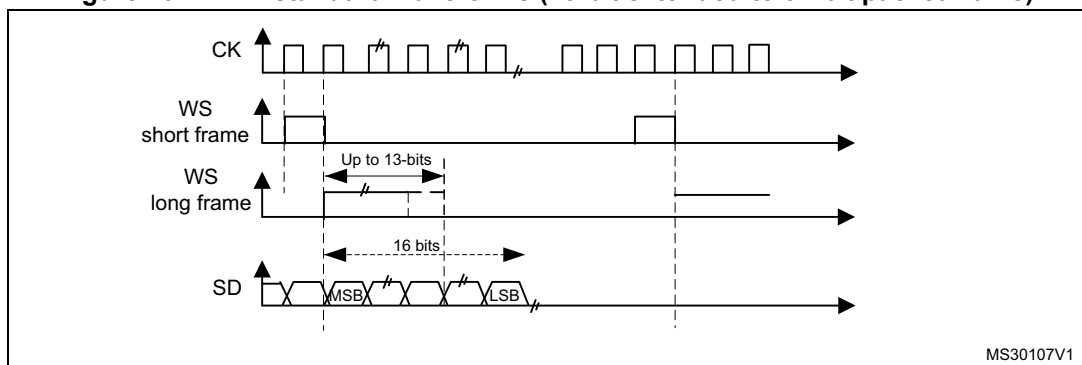 CK
WS
short frame
Up to 13-bits
WS
long frame
16 bits
SD
MSB
LSB
MS30107V1